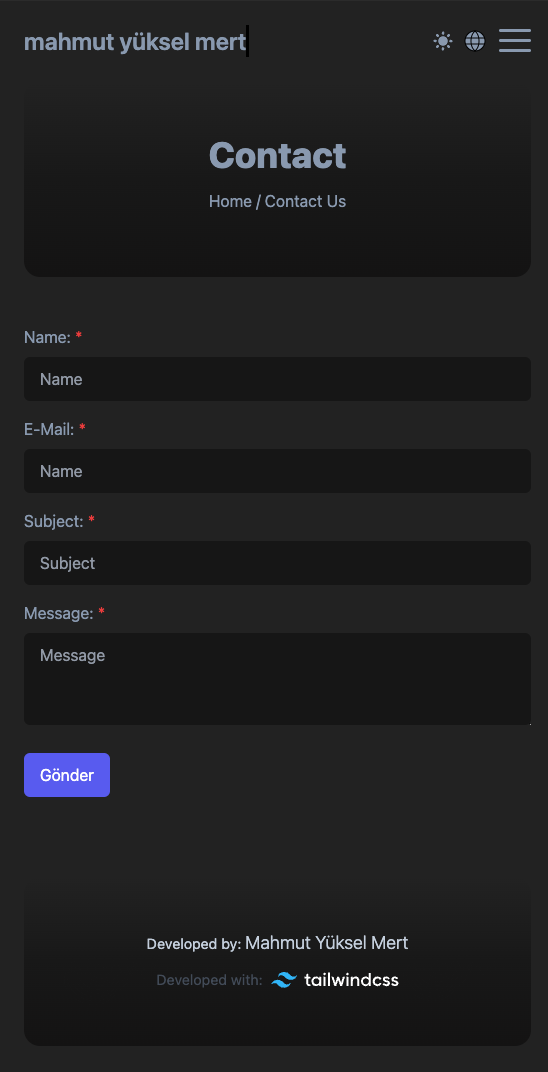 mahmut yüksel mert
Contact
Home / Contact Us
Name: *
Name
E-Mail: *
Name
Subject: *
Subject
Message: *
Message
Gönder
Developed by: Mahmut Yüksel Mert
Developed with: tailwindcss